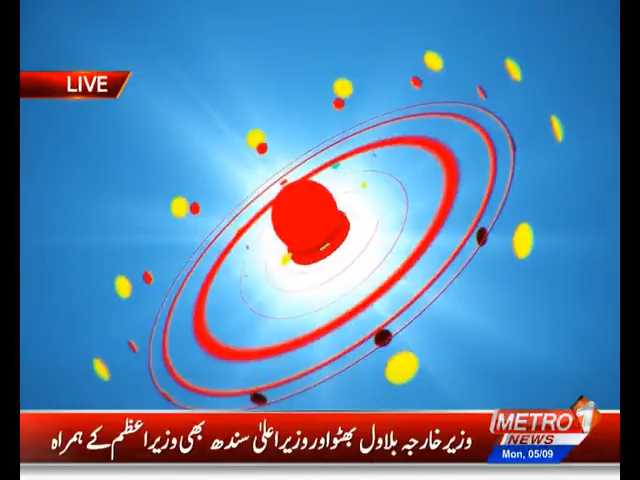 LIVE
وزیر خارجہ بلاول بھٹو اور وزیر اعلیٰ سندھ بھی وزیر اعظم کے ہمراہ
METRO 1
NEWS
Mon, 05/09